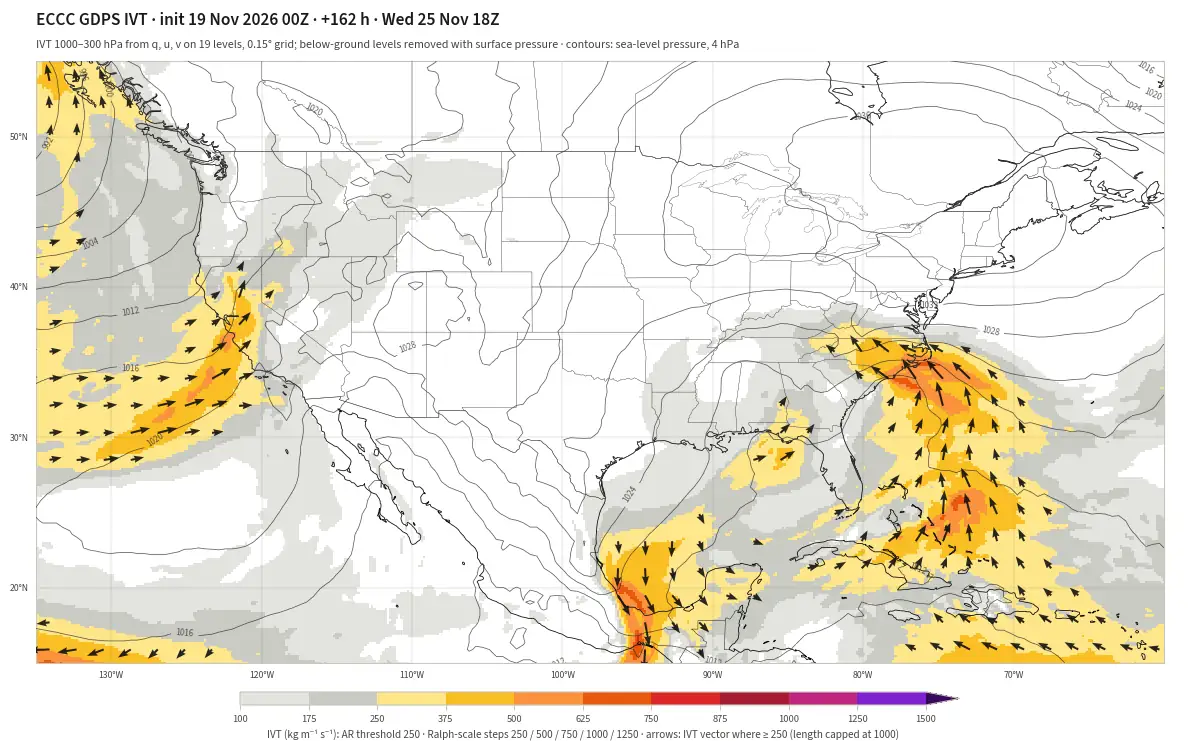 ECCC GDPS IVT · init 19 Nov 2026 00Z · +162 h · Wed 25 Nov 18Z
IVT 1000–300 hPa from q, u, v on 19 levels, 0.15° grid; below-ground levels removed with surface pressure · contours: sea-level pressure, 4 hPa
1016
1020
1024
1020
50°N
992
1004
40°N
1012
1028
1028
1016
30°N
1020
1024
20°N
1016
130°W
120°W
110°W
100°W
90°W
80°W
70°W
100
175
250
375
500
625
750
875
1000
1250
1500
IVT (kg m⁻¹ s⁻¹): AR threshold 250 · Ralph-scale steps 250 / 500 / 750 / 1000 / 1250 · arrows: IVT vector where ≥ 250 (length capped at 1000)